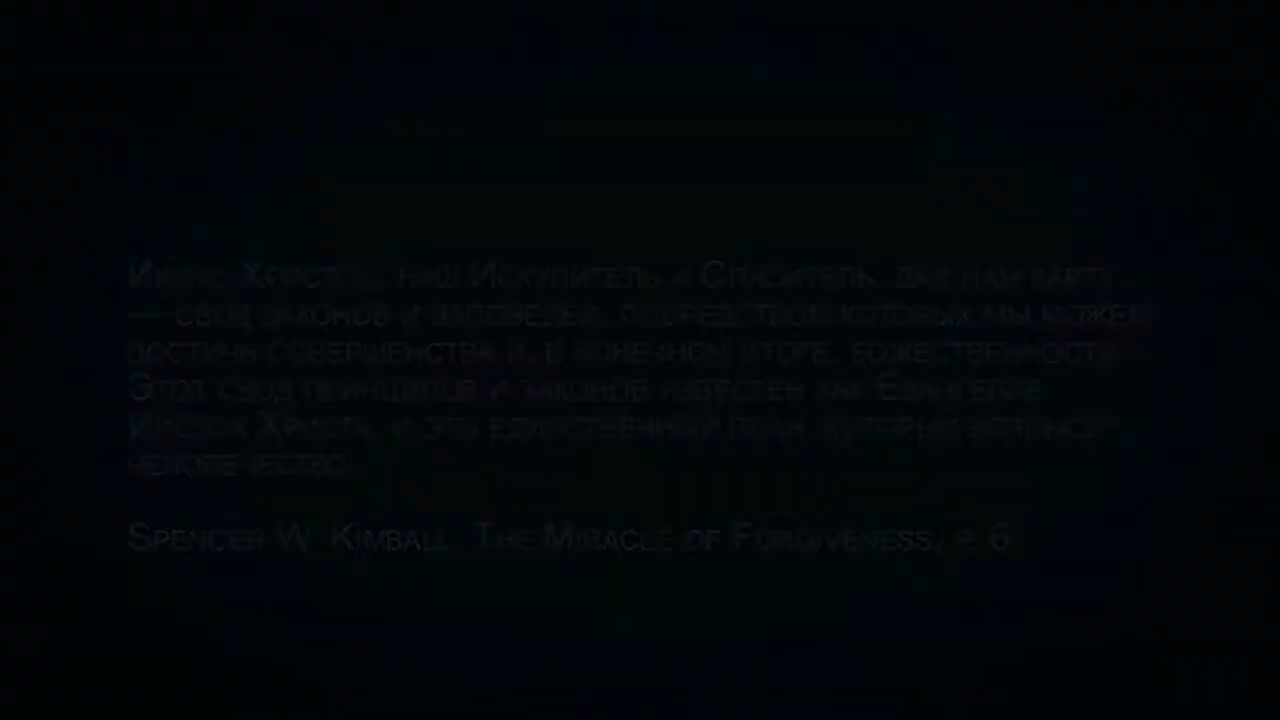 Иисус Христос, наш Искупитель и Спаситель, дал нам карту
— свод законов и заповедей, посредством которых мы можем
достичь совершенства и, в конечном итоге, божественности.
Этот свод принципов и законов известен как Евангелие
Иисуса Христа, и это единственный план, который
человечество.
Spencer W. Kimball, The Miracle of Forgiveness, p. 6